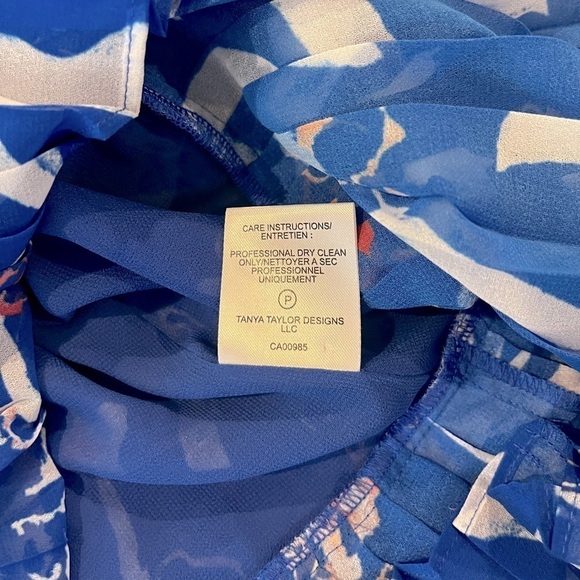 CARE INSTRUCTIONS/
ENTRETIEN :
PROFESSIONAL DRY CLEAN
ONLY/NETTOYER A SEC
PROFESSIONNEL
UNIQUEMENT
P
TANYA TAYLOR DESIGNS
LLC
CA00985